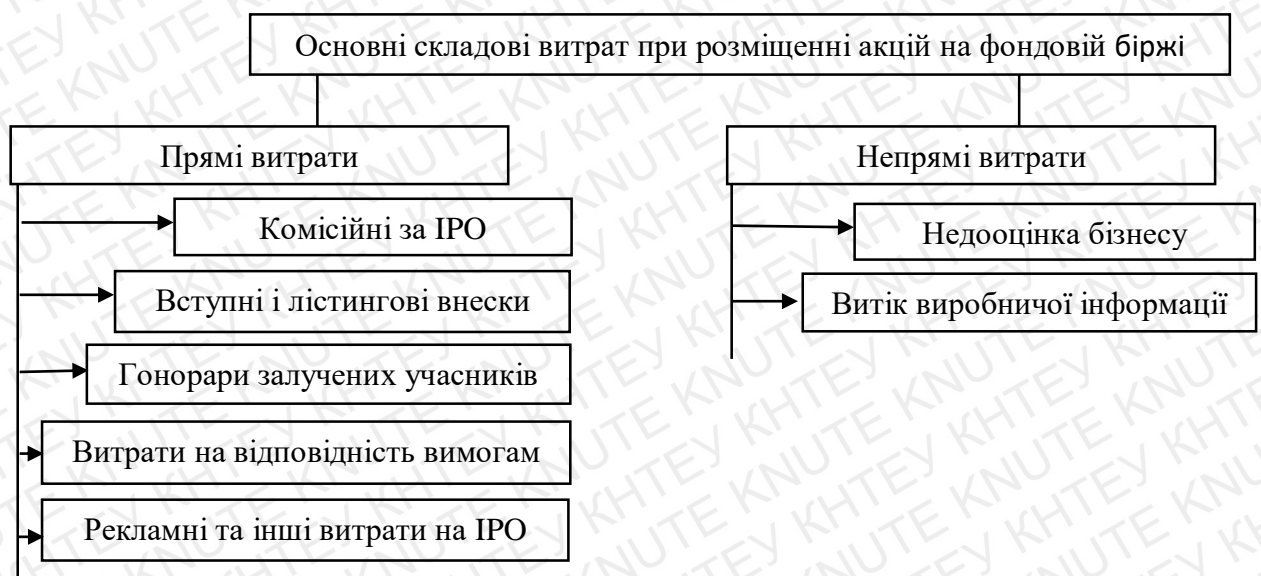 Основні складові витрат при розміщенні акцій на фондовій біржі
Прямі витрати
Комісійні за IPO
Вступні і лістингові внески
Гонорари залучених учасників
Витрати на відповідність вимогам
Рекламні та інші витрати на IPO
Непрямі витрати
Недооцінка бізнесу
Витік виробничої інформації